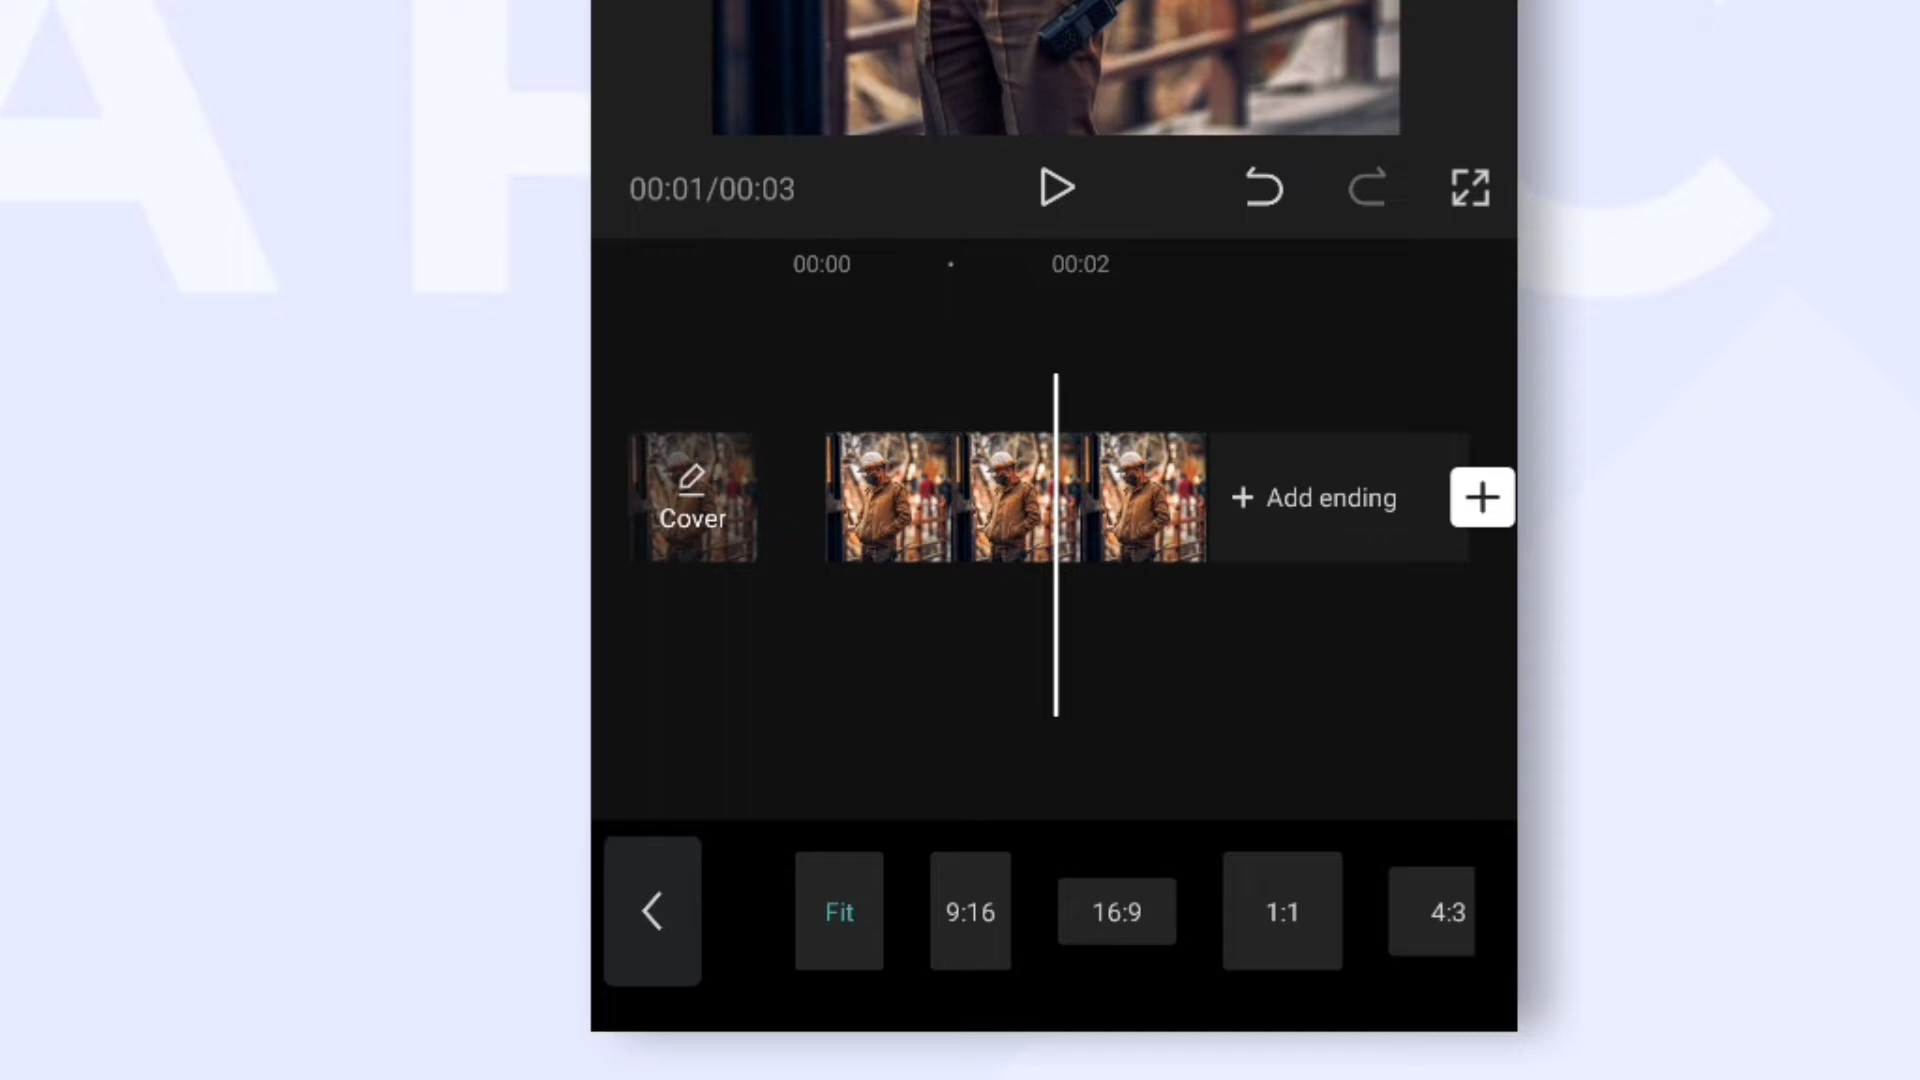 00:01/00:03
00:00 00:02
Cover
+ Add ending
Fit 9:16 16:9 1:1 4:3